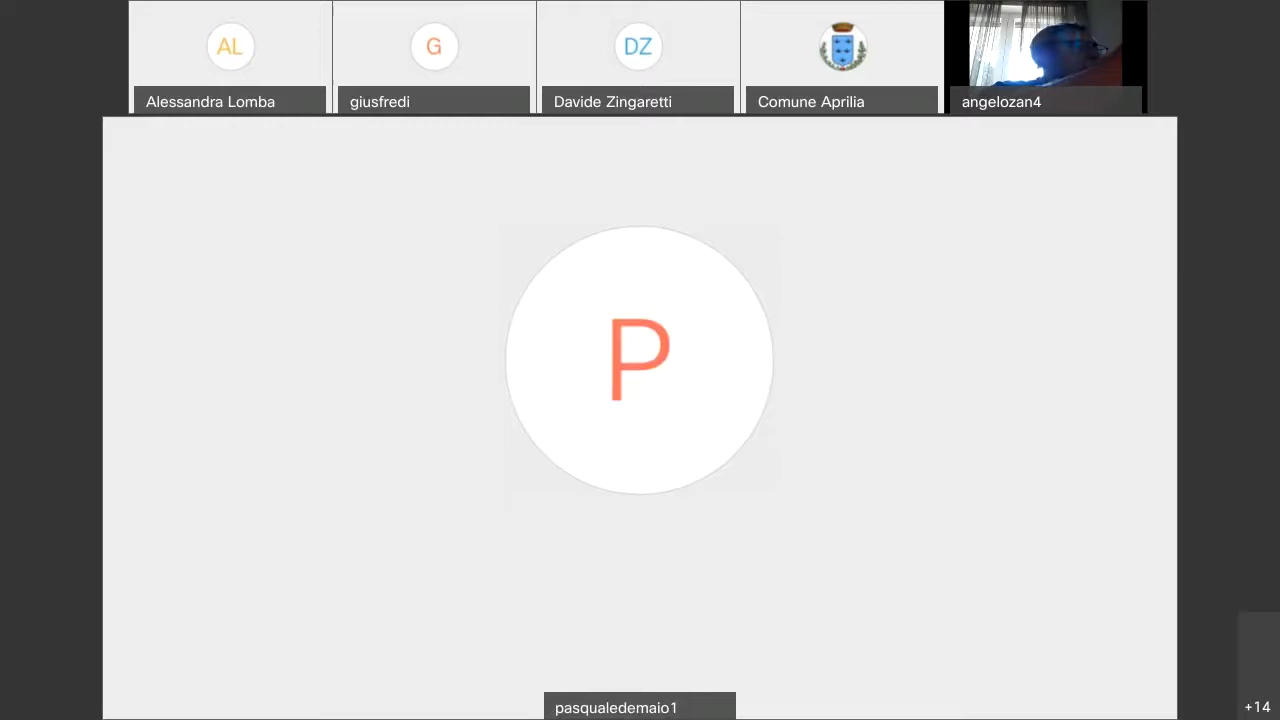 AL
G
DZ
Alessandra Lomba
giusfredi
Davide Zingaretti
Comune Aprilia
angelozan4
P
pasqualedemaio1
+14